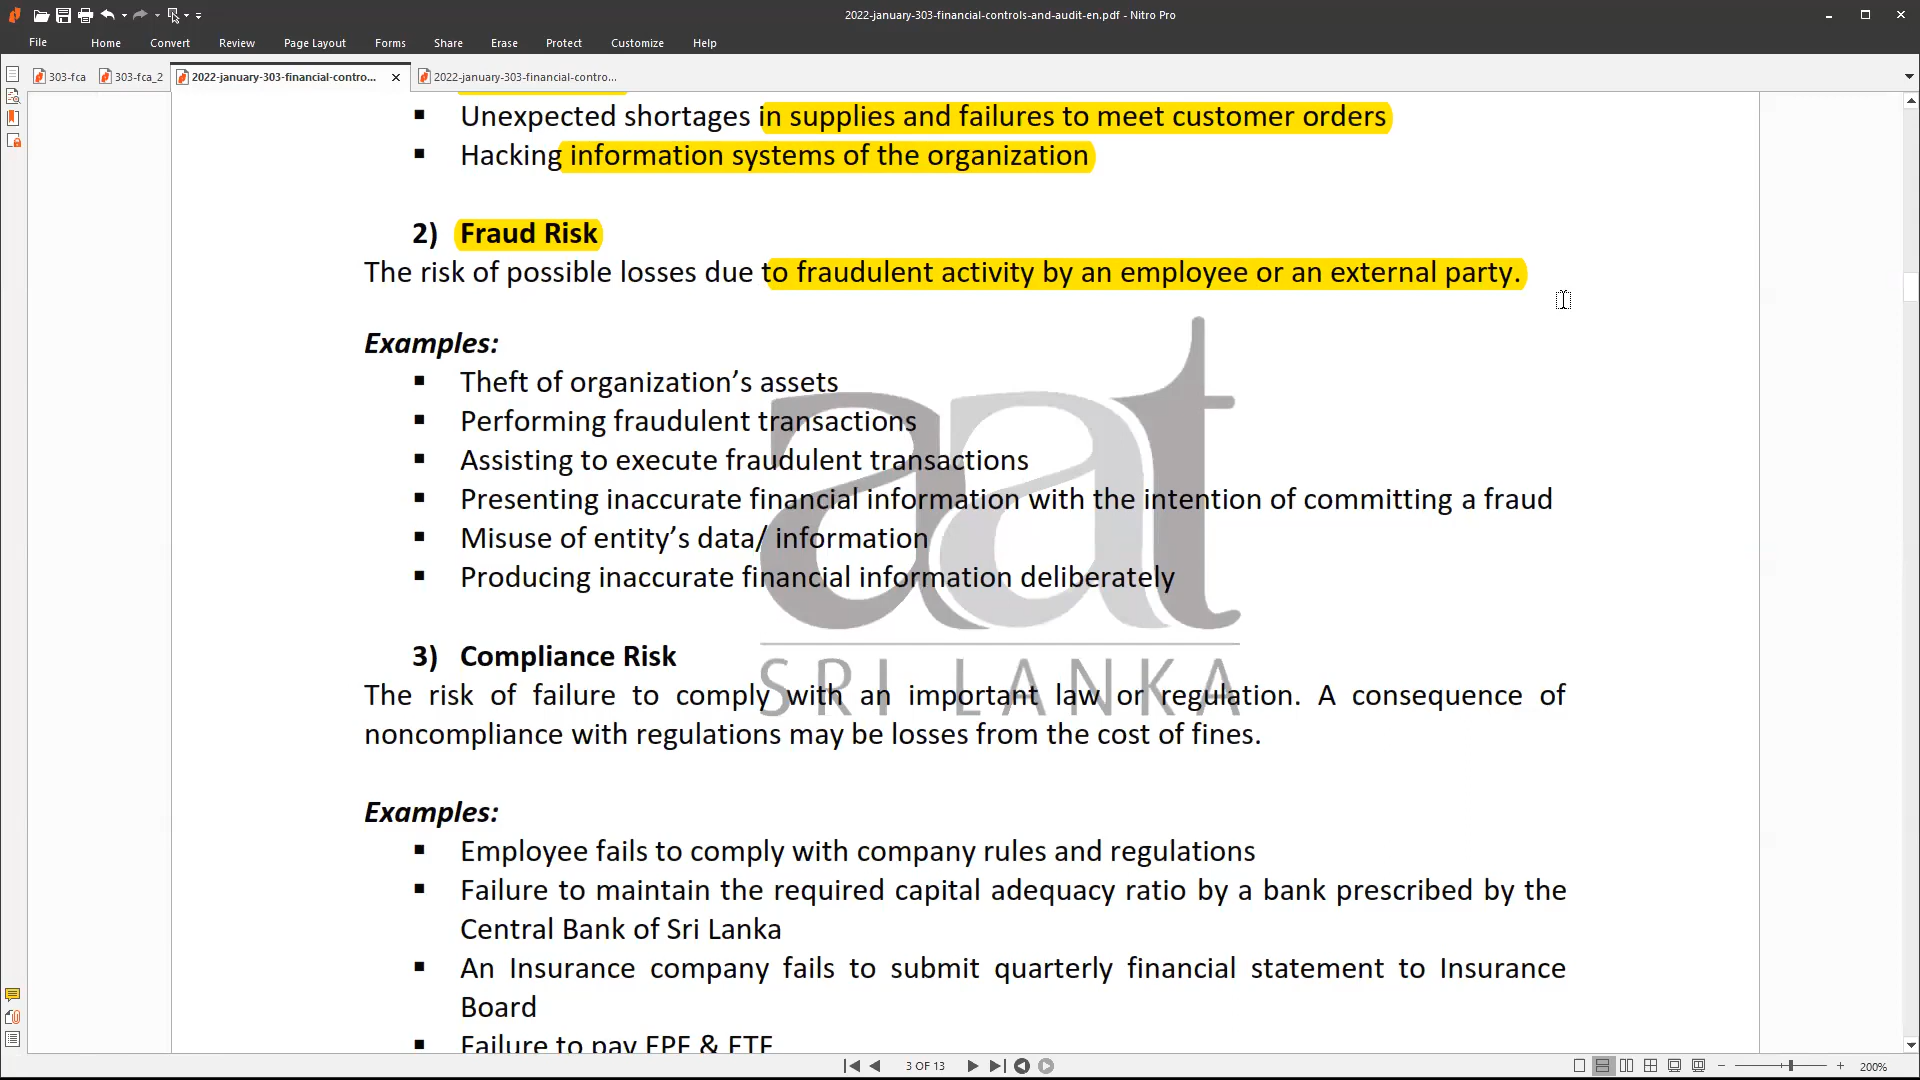 2022-january-303-financial-controls-and-audit-en.pdf - Nitro Pro
File Home Convert Review Page Layout Forms Share Erase Protect Customize Help
303-fca 303-fca_2 2022-january-303-financial-contro... 2022-january-303-financial-contro...
▪ Unexpected shortages in supplies and failures to meet customer orders
▪ Hacking information systems of the organization
2) Fraud Risk
The risk of possible losses due to fraudulent activity by an employee or an external party.
Examples:
▪ Theft of organization’s assets
▪ Performing fraudulent transactions
▪ Assisting to execute fraudulent transactions
▪ Presenting inaccurate financial information with the intention of committing a fraud
▪ Misuse of entity’s data/ information
▪ Producing inaccurate financial information deliberately
aat
SRI LANKA
3) Compliance Risk
The risk of failure to comply with an important law or regulation. A consequence of
noncompliance with regulations may be losses from the cost of fines.
Examples:
▪ Employee fails to comply with company rules and regulations
▪ Failure to maintain the required capital adequacy ratio by a bank prescribed by the
Central Bank of Sri Lanka
▪ An Insurance company fails to submit quarterly financial statement to Insurance
Board
▪ Failure to pay EPF & ETF
3 OF 13
200%